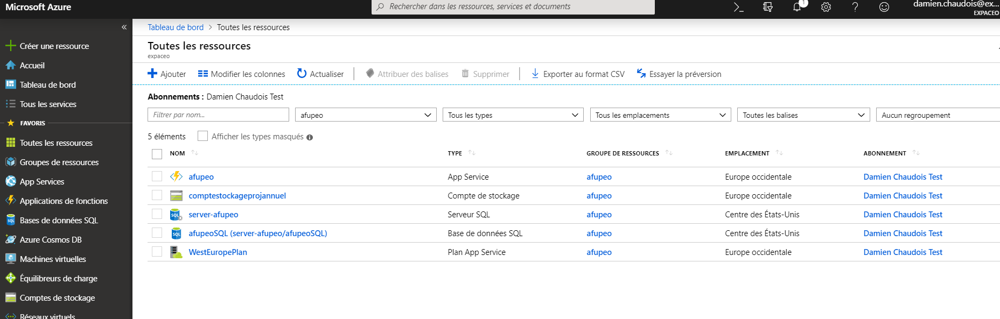 Microsoft Azure
Rechercher dans les ressources, services et documents
1
damien.chaudois@ex...
EXPACEO
«
Créer une ressource
Accueil
Tableau de bord
Tous les services
FAVORIS
Toutes les ressources
Groupes de ressources
App Services
Applications de fonctions
Bases de données SQL
Azure Cosmos DB
Machines virtuelles
Équilibreurs de charge
Comptes de stockage
Réseaux virtuels
Tableau de bord > Toutes les ressources
Toutes les ressources
expaceo
Ajouter Modifier les colonnes Actualiser Attribuer des balises Supprimer Exporter au format CSV Essayer la préversion
Abonnements : Damien Chaudois Test
Filtrer par nom... afupeo Tous les types Tous les emplacements Toutes les balises Aucun regroupement
5 éléments Afficher les types masqués
NOM TYPE GROUPE DE RESSOURCES EMPLACEMENT ABONNEMENT
afupeo App Service afupeo Europe occidentale Damien Chaudois Test
comptestockageprojannuel Compte de stockage afupeo Europe occidentale Damien Chaudois Test
server-afupeo Serveur SQL afupeo Centre des États-Unis Damien Chaudois Test
afupeoSQL (server-afupeo/afupeoSQL) Base de données SQL afupeo Centre des États-Unis Damien Chaudois Test
WestEuropePlan Plan App Service afupeo Europe occidentale Damien Chaudois Test